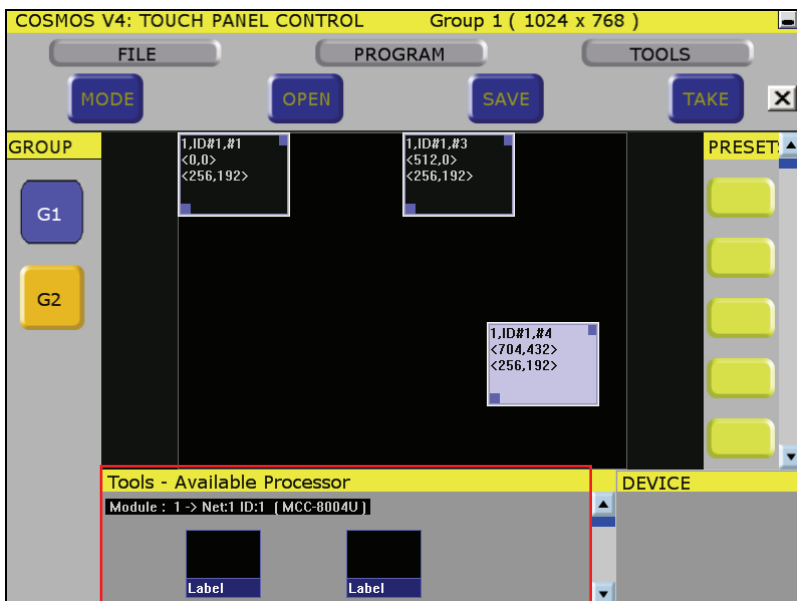 COSMOS V4: TOUCH PANEL CONTROL Group 1 ( 1024 x 768 )
FILE PROGRAM TOOLS
MODE OPEN SAVE TAKE
GROUP
PRESET
G1
G2
1,ID#1,#1
<0,0>
<256,192>
1,ID#1,#3
<512,0>
<256,192>
1,ID#1,#4
<704,432>
<256,192>
Tools - Available Processor
DEVICE
Module : 1 -> Net:1 ID:1 ( MCC-8004U )
Label Label